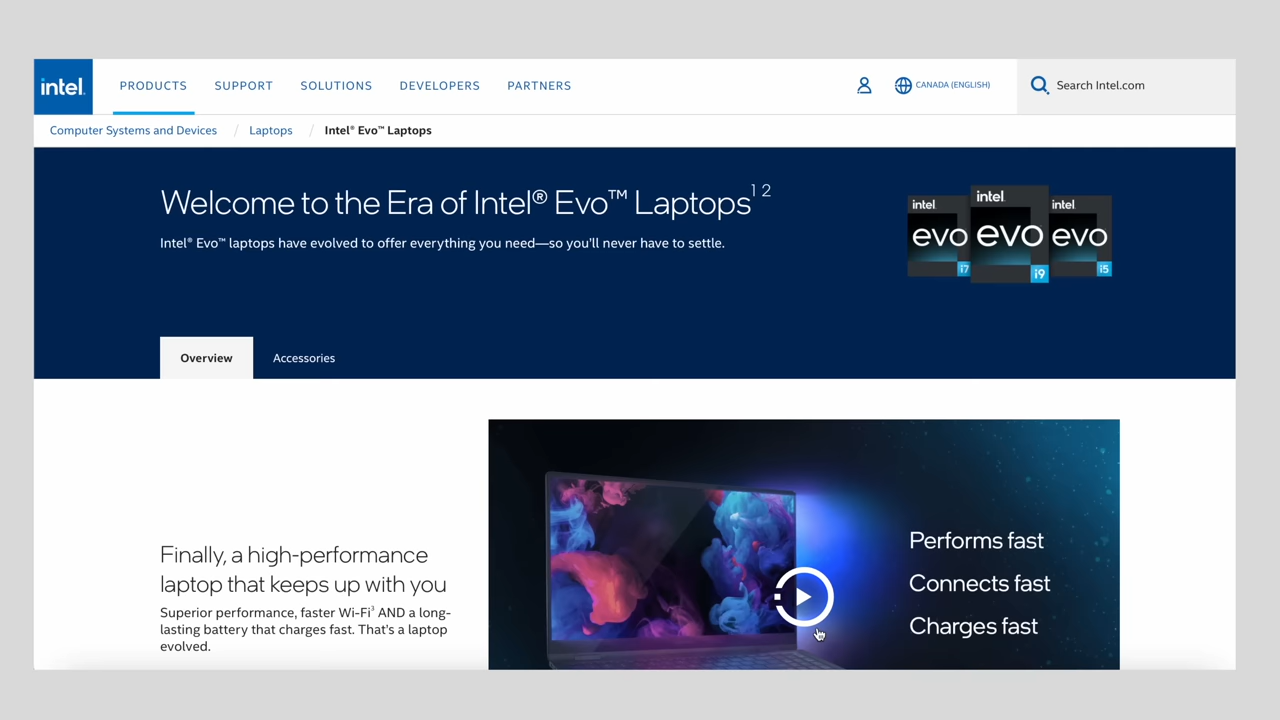 intel.
PRODUCTS
SUPPORT
SOLUTIONS
DEVELOPERS
PARTNERS
CANADA (ENGLISH)
Search Intel.com
Computer Systems and Devices / Laptops / Intel® Evo™ Laptops
Welcome to the Era of Intel® Evo™ Laptops1 2
Intel® Evo™ laptops have evolved to offer everything you need—so you'll never have to settle.
intel
evo
i7
intel
evo
i9
intel
evo
i5
Overview
Accessories
Finally, a high-performance
laptop that keeps up with you
Superior performance, faster Wi-Fi3 AND a long-
lasting battery that charges fast. That's a laptop
evolved.
Performs fast
Connects fast
Charges fast